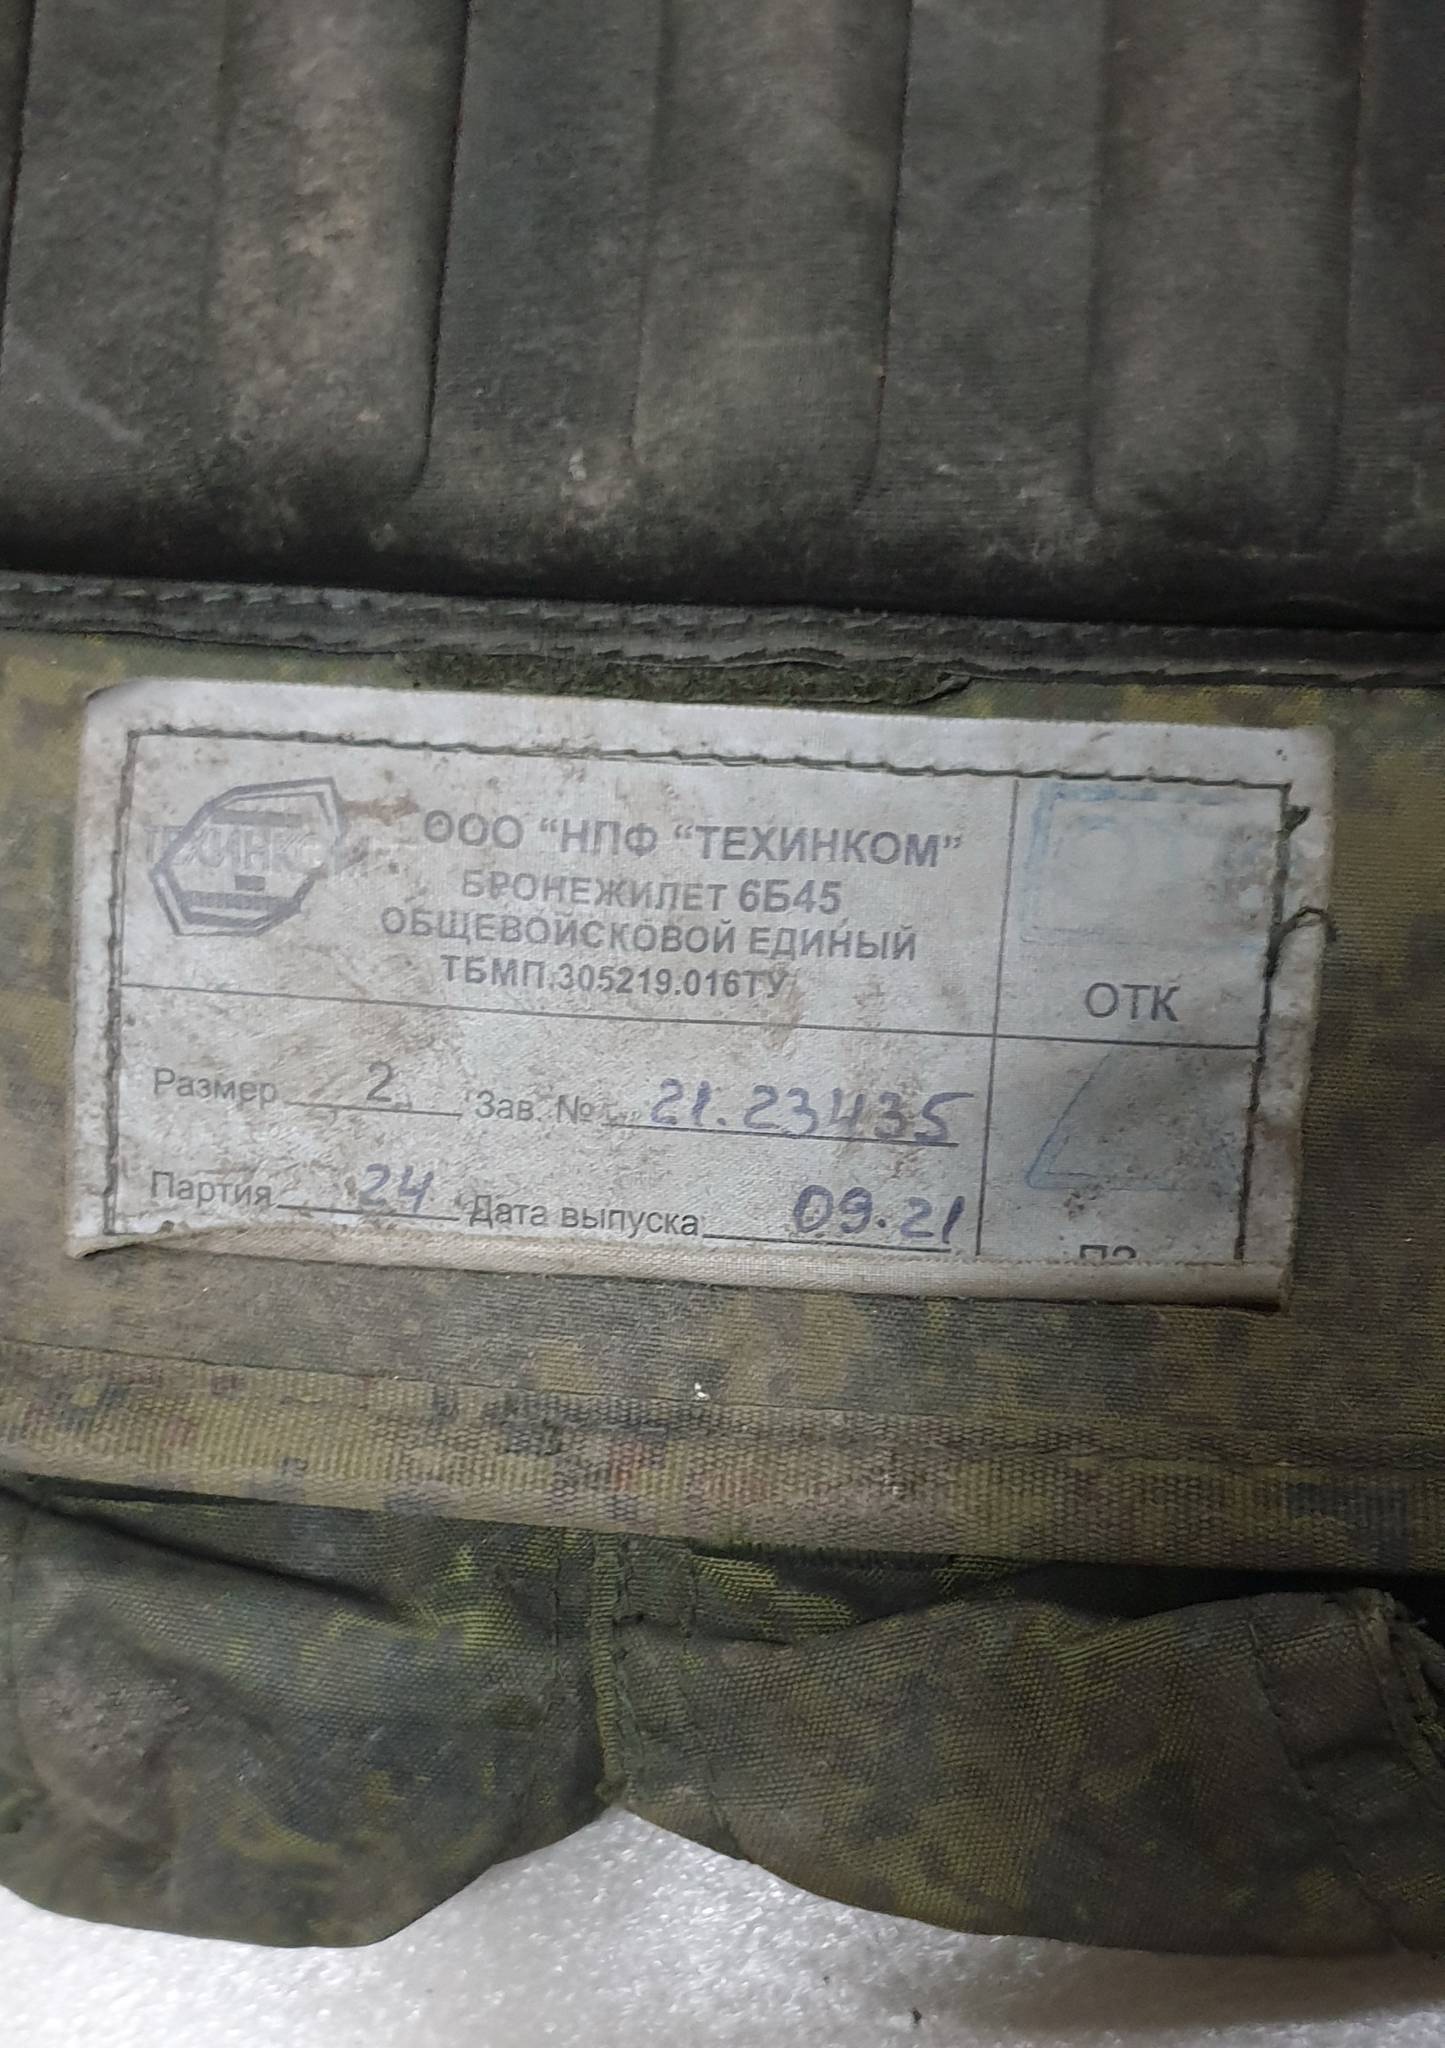 ТЕХИНКОМ
ООО “НПФ “ТЕХИНКОМ”
БРОНЕЖИЛЕТ 6Б45
ОБЩЕВОЙСКОВОЙ ЕДИНЫЙ
ТБМП.305219.016ТУ
ОТК
Размер 2 Зав. № 21.23435
Партия 24 Дата выпуска 09.21